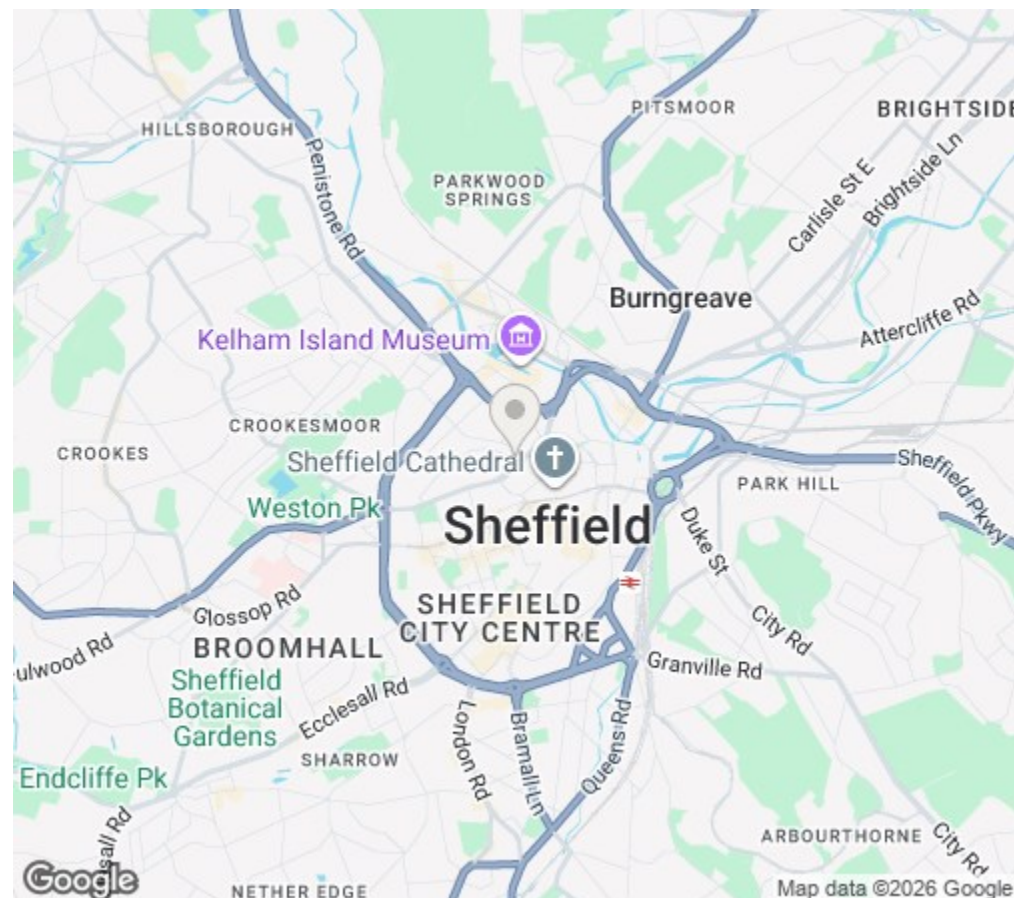 PITSMOOR
BRIGHTSIDE
HILLSBOROUGH
Penistone Rd
PARKWOOD
SPRINGS
Carlisle St E
Brightside Ln
Burngreave
Attercliffe Rd
Kelham Island Museum
CROOKESMOOR
CROOKES
Sheffield Cathedral
Sheffield Pkwy
PARK HILL
Weston Pk
Sheffield
Duke St
Glossop Rd
SHEFFIELD
CITY CENTRE
City Rd
BROOMHALL
ulwood Rd
Granville Rd
Sheffield
Botanical
Gardens
Ecclesall Rd
London Rd
Bramall Ln
Queens Rd
SHARROW
Endcliffe Pk
sall Rd
ARBOURTHORNE
City Rd
Google
NETHER EDGE
Map data ©2026 Google